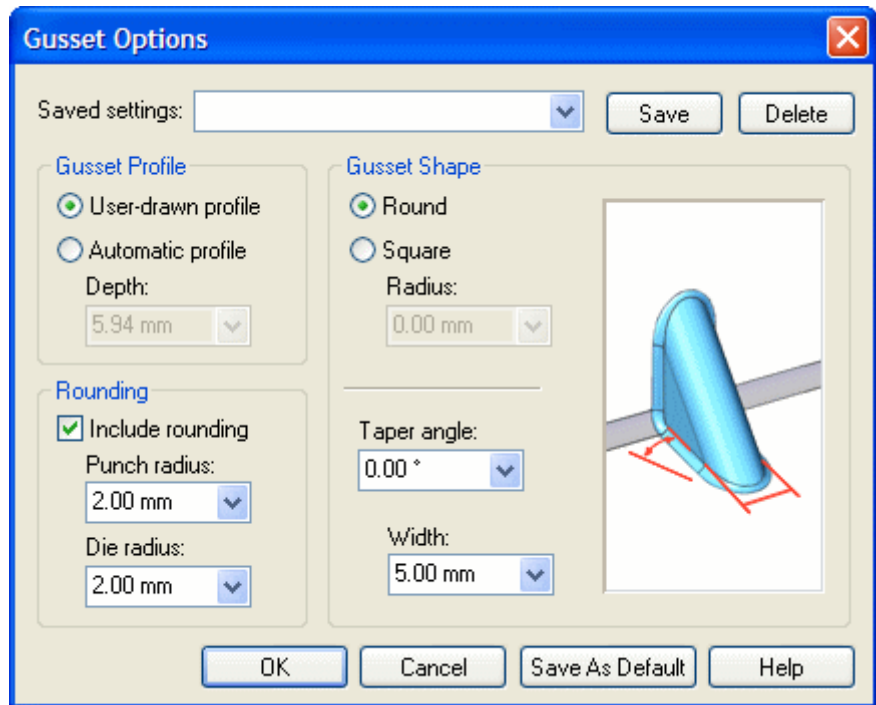 Gusset Options
Saved settings:
Save
Delete
Gusset Profile
User-drawn profile
Automatic profile
Depth:
5.94 mm
Rounding
Include rounding
Punch radius:
2.00 mm
Die radius:
2.00 mm
Gusset Shape
Round
Square
Radius:
0.00 mm
Taper angle:
0.00 °
Width:
5.00 mm
OK
Cancel
Save As Default
Help